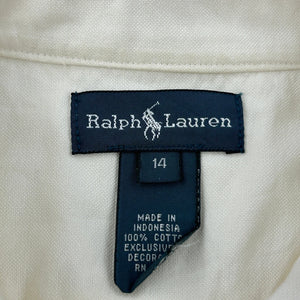 Ralph Lauren
14
MADE IN
INDONESIA
100% COTT
EXCLUSIV
DECOR
RN